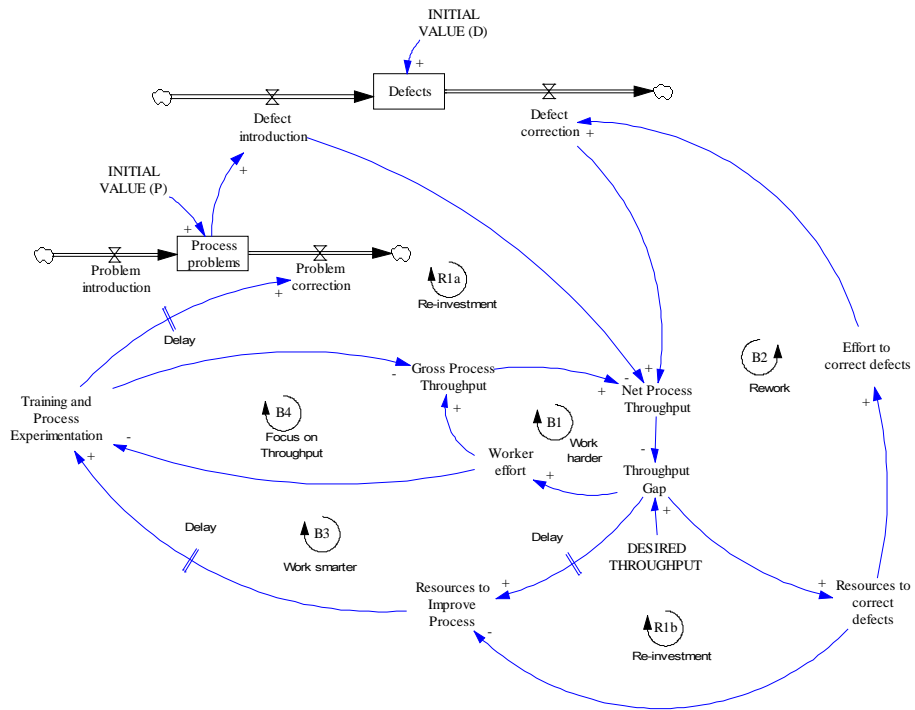 INITIAL
VALUE (D)
+
Defects
Defect
introduction
Defect
correction
+
INITIAL
VALUE (P)
+
+
Process
problems
Problem
introduction
Problem
correction
+
R1a
Re-investment
Delay
Gross Process
Throughput
-
+
+
-
+
Net Process
Throughput
-
B2
Rework
Effort to
correct defects
+
Training and
Process
Experimentation
-
+
B4
Focus on
Throughput
B1
Work
harder
Worker
effort
+
Throughput
Gap
+
Delay
B3
Work smarter
Delay
DESIRED
THROUGHPUT
Resources to
Improve
Process
+
-
R1b
Re-investment
+
Resources to
correct
defects